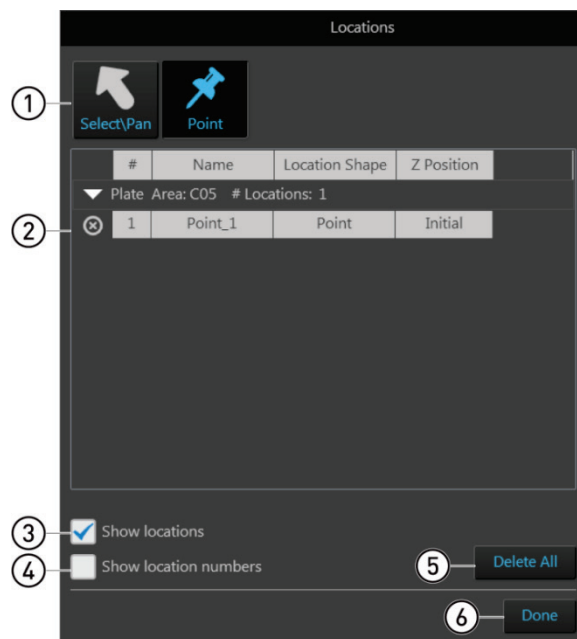 Locations
1
Select\Pan
Point
# Name Location Shape Z Position
Plate Area: C05 # Locations: 1
2
1 Point_1 Point Initial
3
Show locations
4
Show location numbers
5
Delete All
6
Done